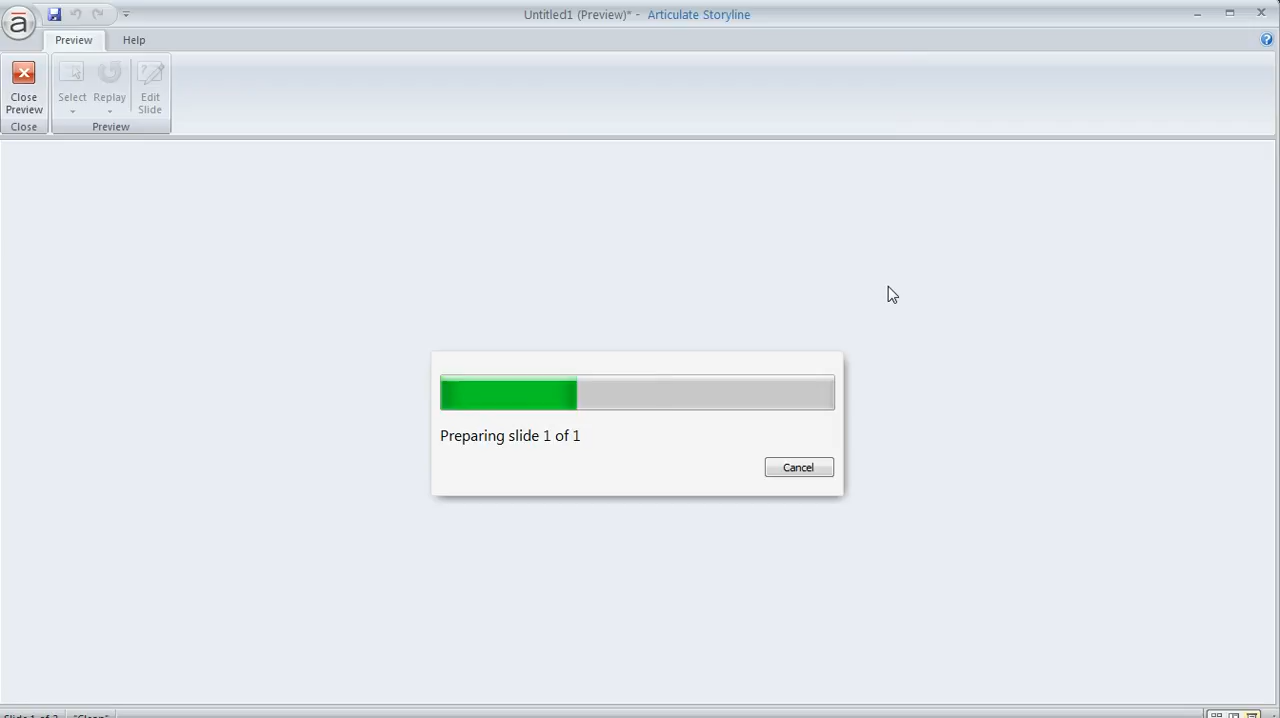 Untitled1 (Preview)* - Articulate Storyline
Preview Help
Close Preview
Select
Replay
Edit Slide
Close
Preview
Preparing slide 1 of 1
Cancel